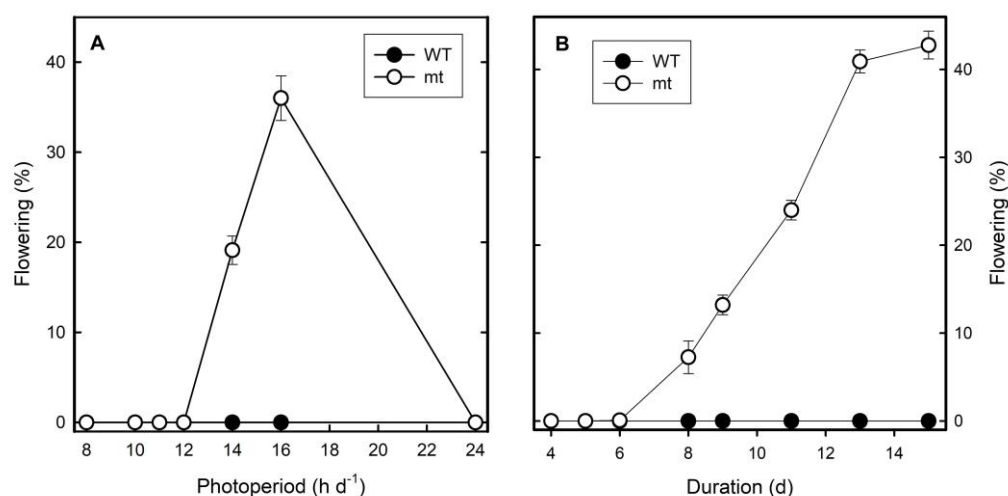 A
WT
mt
40
30
20
10
0
Flowering (%)
8 10 12 14 16 18 20 22 24
Photoperiod (h d⁻¹)
B
WT
mt
40
30
20
10
0
Flowering (%)
4 6 8 10 12 14
Duration (d)